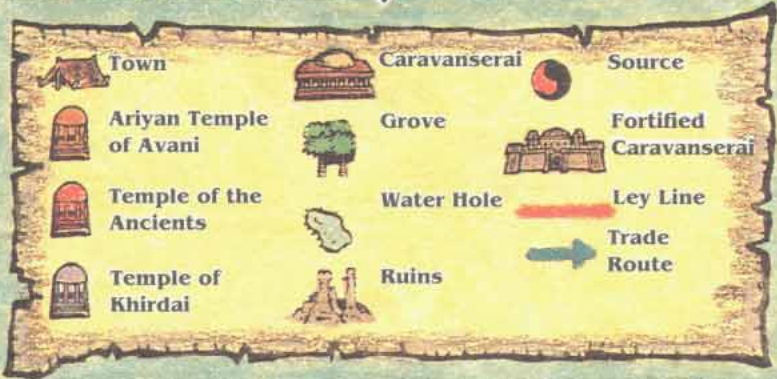 Town
Ariyan Temple
of Avani
Temple of the
Ancients
Temple of
Khirdai
Caravanserai
Grove
Water Hole
Ruins
Source
Fortified
Caravanserai
Ley Line
Trade
Route